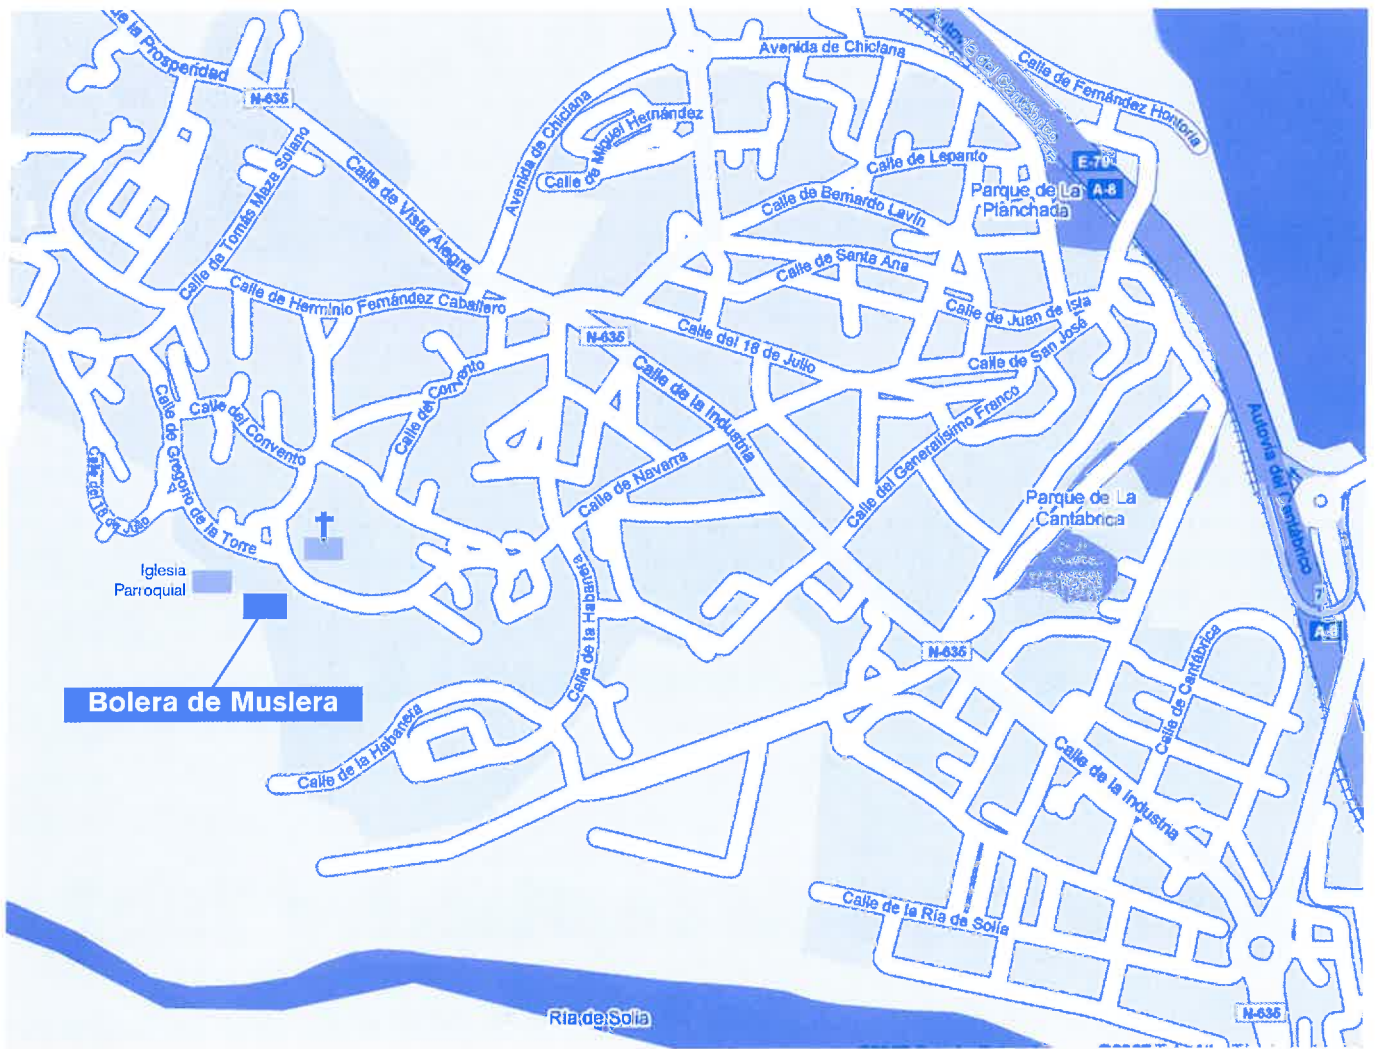 de la Prosperidad
N-635
Avenida de Chiclana
Autovía del Cantábrico
Calle de Fernández Hontoria
Avenida de Chiclana
Calle de Miguel Hernández
Calle de Tomás Maza Solano
Calle de Vista Alegre
Calle de Lepanto
E-70
A-8
Parque de La
Planchada
Calle de Bernardo Lavín
Calle de Santa Ana
Calle de Herminio Fernández Caballero
Calle de Juan de Isla
N-635
Calle del 18 de Julio
Calle de San José
Calle de la Industria
Calle del Convento
Calle del Convento
Calle de Gregorio de la Torre
Calle del Generalísimo Franco
Calle de Navarra
Autovía del Cantábrico
Calle del 18 de Julio
Parque de La
Cantábrica
Iglesia
Parroquial
Calle de la Habanera
7
A-8
N-635
Calle de Cantábrica
Bolera de Muslera
Calle de la Habanera
Calle de la Industria
Calle de la Ría de Solía
Ría de Solía
N-635